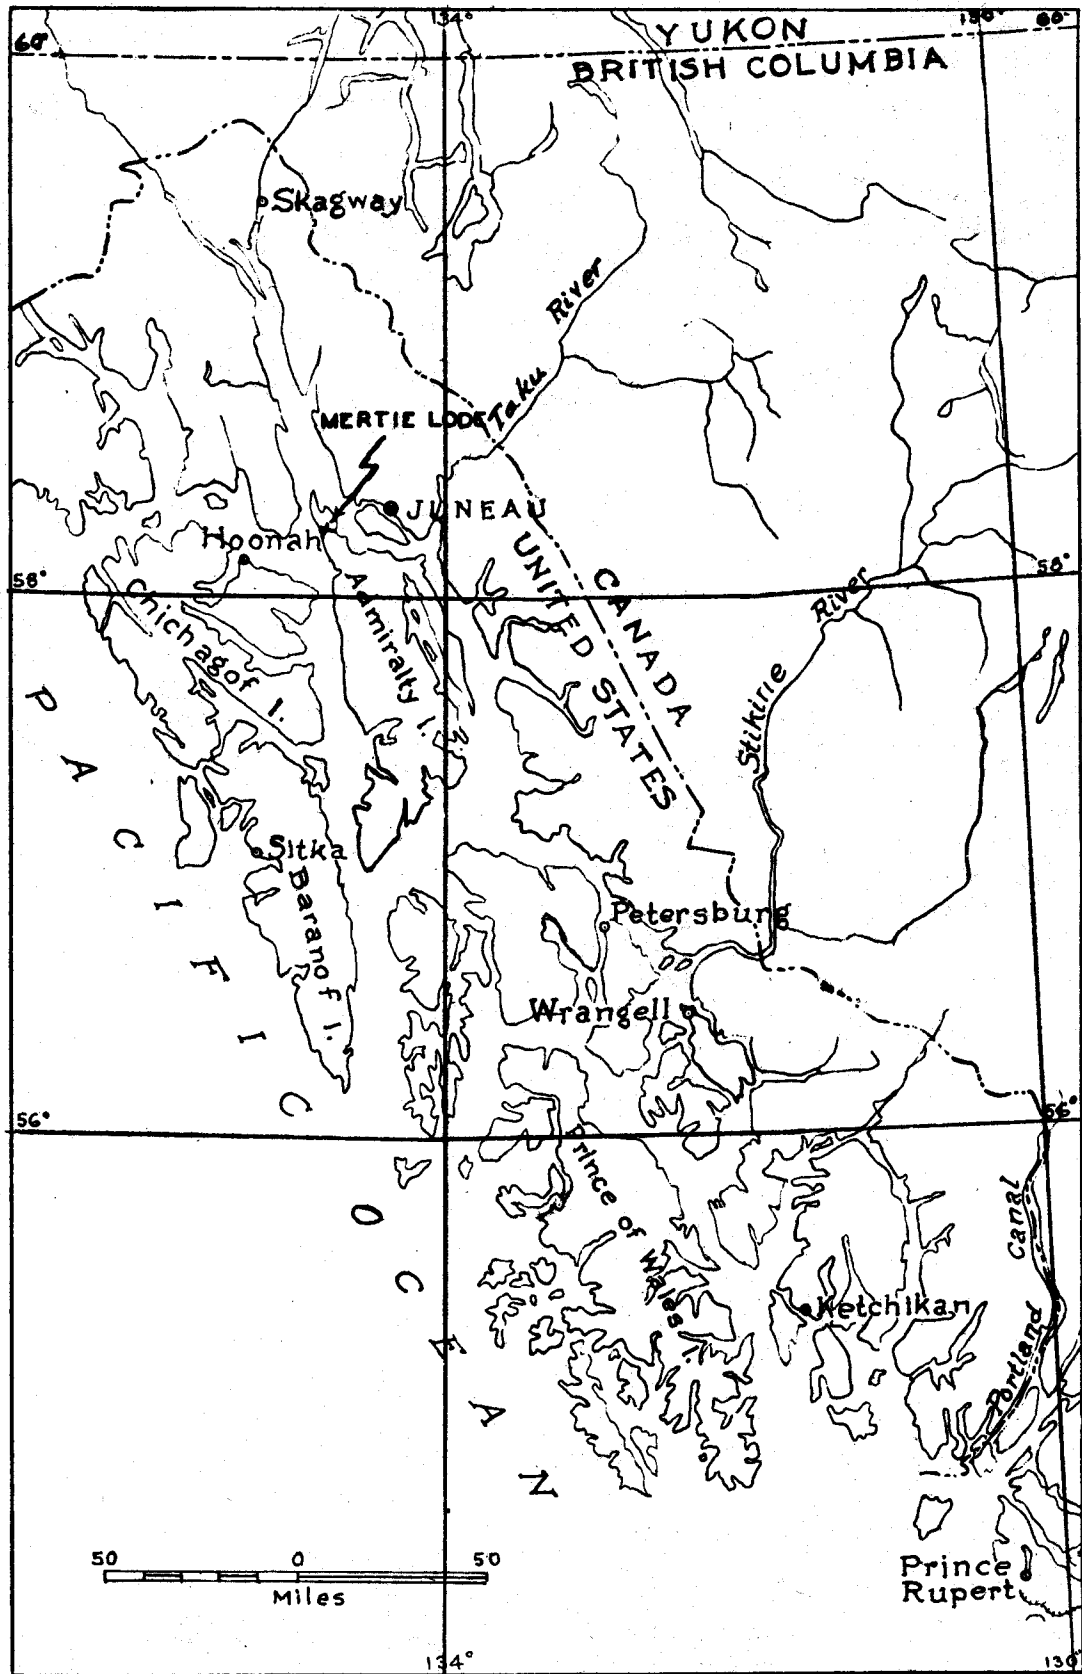 134°
130°
60°
60°
YUKON
BRITISH COLUMBIA
Skagway
Taku River
MERTIE LODE
JUNEAU
Hoonah
58°
58°
CANADA
UNITED STATES
Chichagof I.
Admiralty I.
Stikine River
PACIFIC OCEAN
Sitka
Baranof I.
Petersburg
Wrangell
56°
56°
Prince of Wales I.
Portland Canal
Ketchikan
50 0 50
Miles
Prince
Rupert
134°
130°